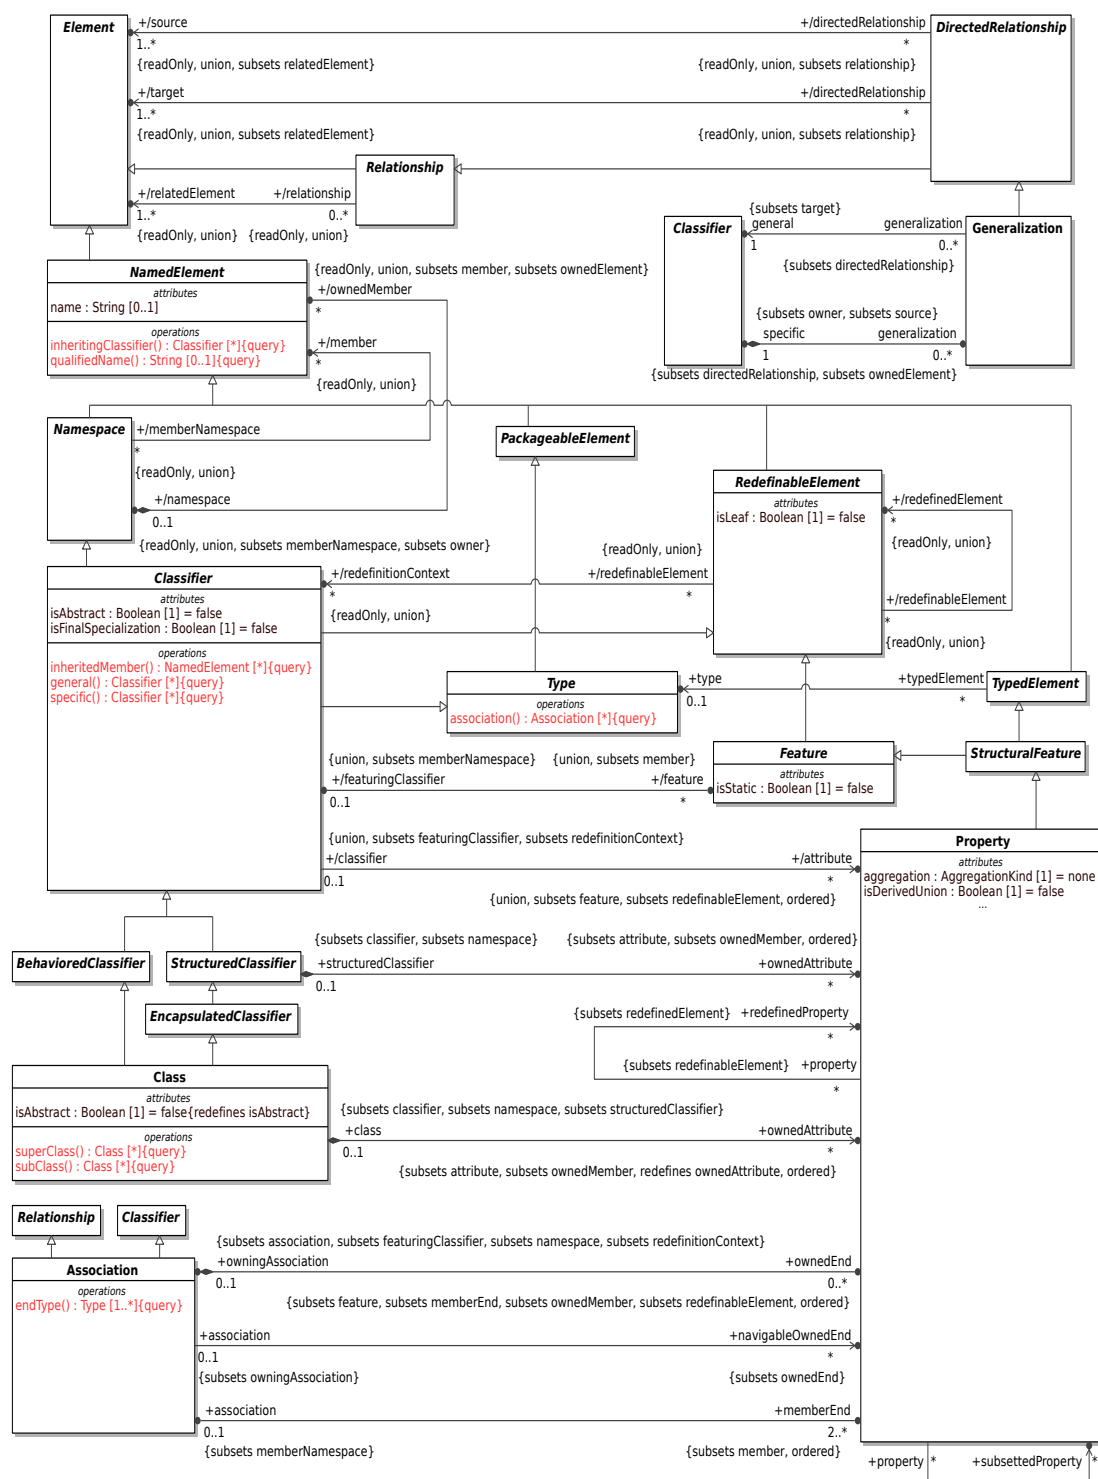 Element
+/source
+/directedRelationship
DirectedRelationship
1..*
*
{readOnly, union, subsets relatedElement}
{readOnly, union, subsets relationship}
+/target
+/directedRelationship
1..*
*
{readOnly, union, subsets relatedElement}
{readOnly, union, subsets relationship}
Relationship
+/relatedElement
+/relationship
1..*
0..*
{readOnly, union}
{readOnly, union}
Classifier
{subsets target}
general
generalization
Generalization
1
0..*
{subsets directedRelationship}
{subsets owner, subsets source}
specific
generalization
1
0..*
{subsets directedRelationship, subsets ownedElement}
NamedElement
attributes
name : String [0..1]
operations
inheritingClassifier() : Classifier [*]{query}
qualifiedName() : String [0..1]{query}
{readOnly, union, subsets member, subsets ownedElement}
+/ownedMember
*
+/member
*
{readOnly, union}
Namespace
+/memberNamespace
*
{readOnly, union}
+/namespace
0..1
{readOnly, union, subsets memberNamespace, subsets owner}
PackageableElement
RedefinableElement
attributes
isLeaf : Boolean [1] = false
+/redefinedElement
*
{readOnly, union}
+/redefinableElement
*
{readOnly, union}
{readOnly, union}
+/redefinitionContext
+/redefinableElement
*
*
{readOnly, union}
Classifier
attributes
isAbstract : Boolean [1] = false
isFinalSpecialization : Boolean [1] = false
operations
inheritedMember() : NamedElement [*]{query}
general() : Classifier [*]{query}
specific() : Classifier [*]{query}
Type
operations
association() : Association [*]{query}
+type
+typedElement
0..1
*
TypedElement
{union, subsets memberNamespace}
{union, subsets member}
+/featuringClassifier
+/feature
0..1
*
Feature
attributes
isStatic : Boolean [1] = false
StructuralFeature
{union, subsets featuringClassifier, subsets redefinitionContext}
+/classifier
+/attribute
0..1
*
{union, subsets feature, subsets redefinableElement, ordered}
Property
attributes
aggregation : AggregationKind [1] = none
isDerivedUnion : Boolean [1] = false
...
BehavioredClassifier
StructuredClassifier
{subsets classifier, subsets namespace}
{subsets attribute, subsets ownedMember, ordered}
+structuredClassifier
+ownedAttribute
0..1
*
EncapsulatedClassifier
{subsets redefinedElement}
+redefinedProperty
*
{subsets redefinableElement}
+property
*
Class
attributes
isAbstract : Boolean [1] = false{redefines isAbstract}
operations
superClass() : Class [*]{query}
subClass() : Class [*]{query}
{subsets classifier, subsets namespace, subsets structuredClassifier}
+class
+ownedAttribute
0..1
*
{subsets attribute, subsets ownedMember, redefines ownedAttribute, ordered}
Relationship
Classifier
Association
operations
endType() : Type [1..*]{query}
{subsets association, subsets featuringClassifier, subsets namespace, subsets redefinitionContext}
+owningAssociation
+ownedEnd
0..1
0..*
{subsets feature, subsets memberEnd, subsets ownedMember, subsets redefinableElement, ordered}
+association
+navigableOwnedEnd
0..1
*
{subsets owningAssociation}
{subsets ownedEnd}
+association
+memberEnd
0..1
2..*
{subsets memberNamespace}
{subsets member, ordered}
+property
*
+subsettedProperty
*